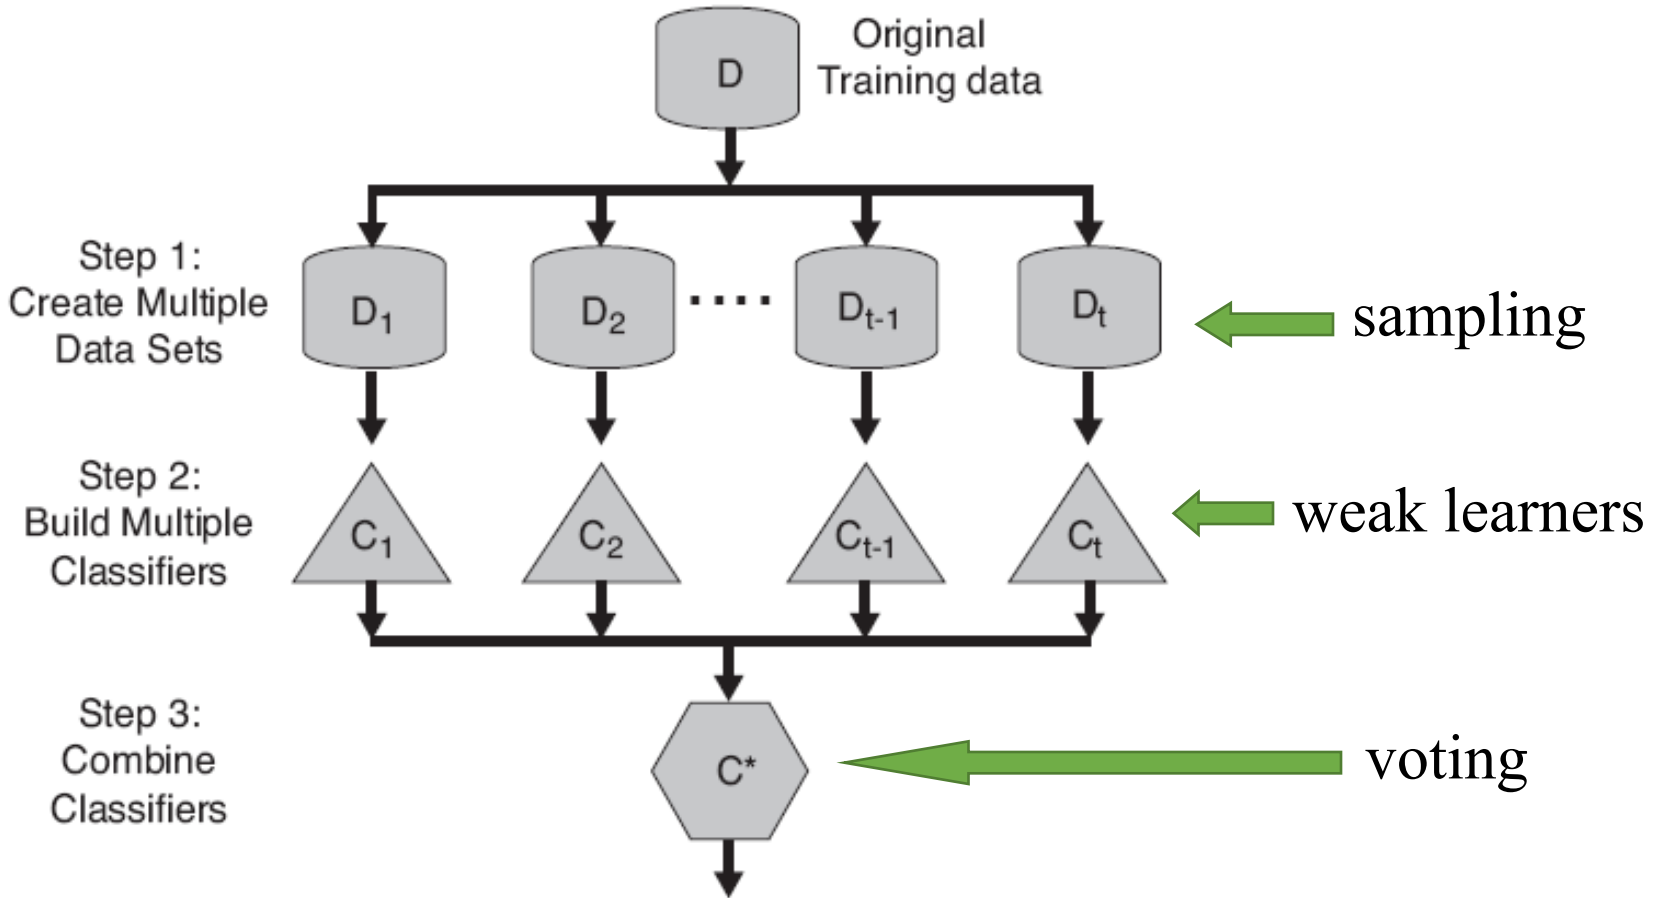 D
Original
Training data
Step 1:
Create Multiple
Data Sets
D1
D2
....
Dt-1
Dt
sampling
Step 2:
Build Multiple
Classifiers
C1
C2
Ct-1
Ct
weak learners
Step 3:
Combine
Classifiers
C*
voting